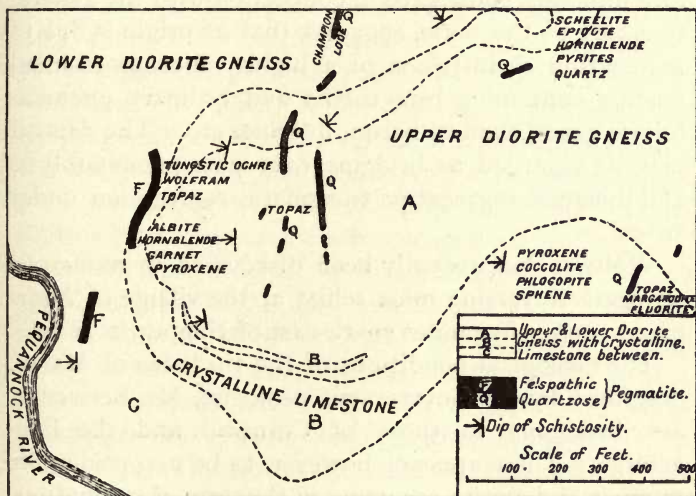 CHAMPION
LODE
SCHEELITE
EPIDOTE
HORNBLENDE
PYRITES
QUARTZ
Q
Q
LOWER DIORITE GNEISS
UPPER DIORITE GNEISS
F
TUNGSTIC OCHRE
WOLFRAM
TOPAZ
Q
Q
A
TOPAZ
Q
ALBITE
HORNBLENDE
GARNET
PYROXENE
PYROXENE
COCCOLITE
PHLOGOPITE
SPHENE
Q
TOPAZ
MARGARODITE
FLUORITE
F
B
PEQUANNOCK RIVER
C
CRYSTALLINE LIMESTONE
B
A Upper & Lower Diorite
B Gneiss with Crystalline.
C Limestone between.
F Felspathic
Q Quartzose } Pegmatite.
Dip of Schistosity.
Scale of Feet.
100 200 300 400 500